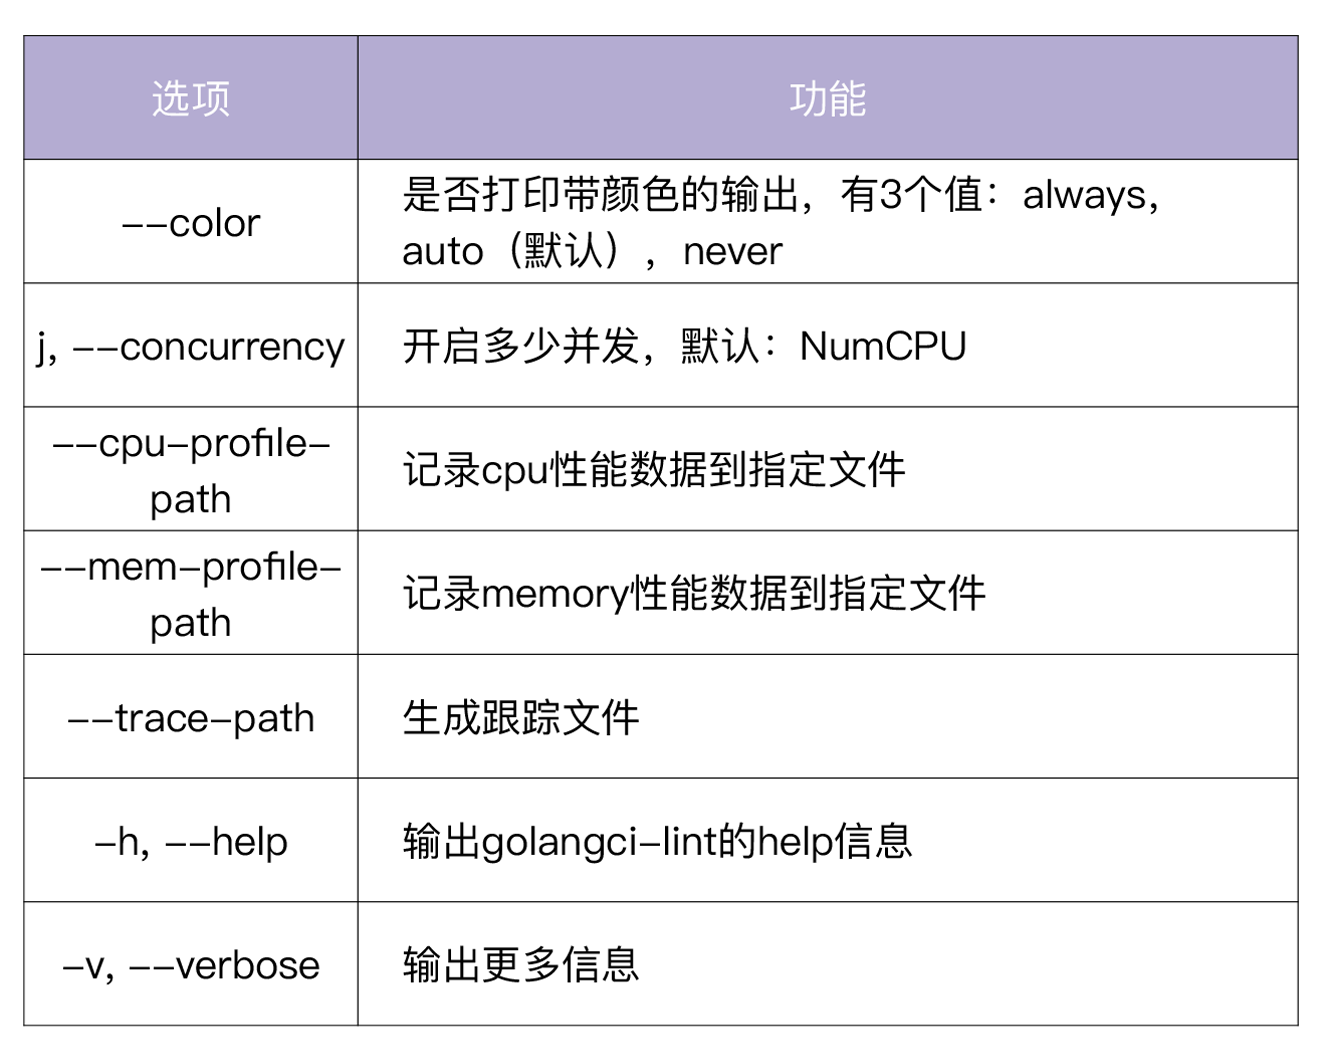 选项
功能
--color
是否打印带颜色的输出，有3个值：always，
auto（默认），never
j, --concurrency
开启多少并发，默认：NumCPU
--cpu-profile-
path
记录cpu性能数据到指定文件
--mem-profile-
path
记录memory性能数据到指定文件
--trace-path
生成跟踪文件
-h, --help
输出golangci-lint的help信息
-v, --verbose
输出更多信息